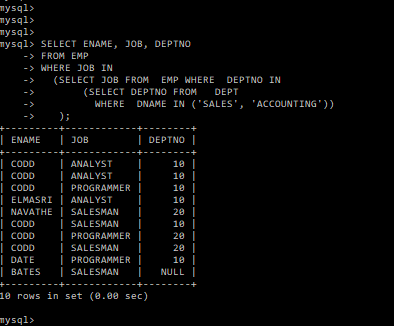 mysql>
mysql>
mysql>
mysql> SELECT ENAME, JOB, DEPTNO
    -> FROM EMP
    -> WHERE JOB IN
    ->   (SELECT JOB FROM  EMP WHERE  DEPTNO IN
    ->        (SELECT DEPTNO FROM   DEPT
    ->          WHERE  DNAME IN ('SALES', 'ACCOUNTING'))
    ->    );
+---------+------------+--------+
| ENAME   | JOB        | DEPTNO |
+---------+------------+--------+
| CODD    | ANALYST    |     10 |
| CODD    | ANALYST    |     10 |
| CODD    | PROGRAMMER |     10 |
| ELMASRI | ANALYST    |     10 |
| NAVATHE | SALESMAN   |     20 |
| CODD    | SALESMAN   |     10 |
| CODD    | PROGRAMMER |     20 |
| CODD    | SALESMAN   |     20 |
| DATE    | PROGRAMMER |     10 |
| BATES   | SALESMAN   |   NULL |
+---------+------------+--------+
10 rows in set (0.00 sec)

mysql>